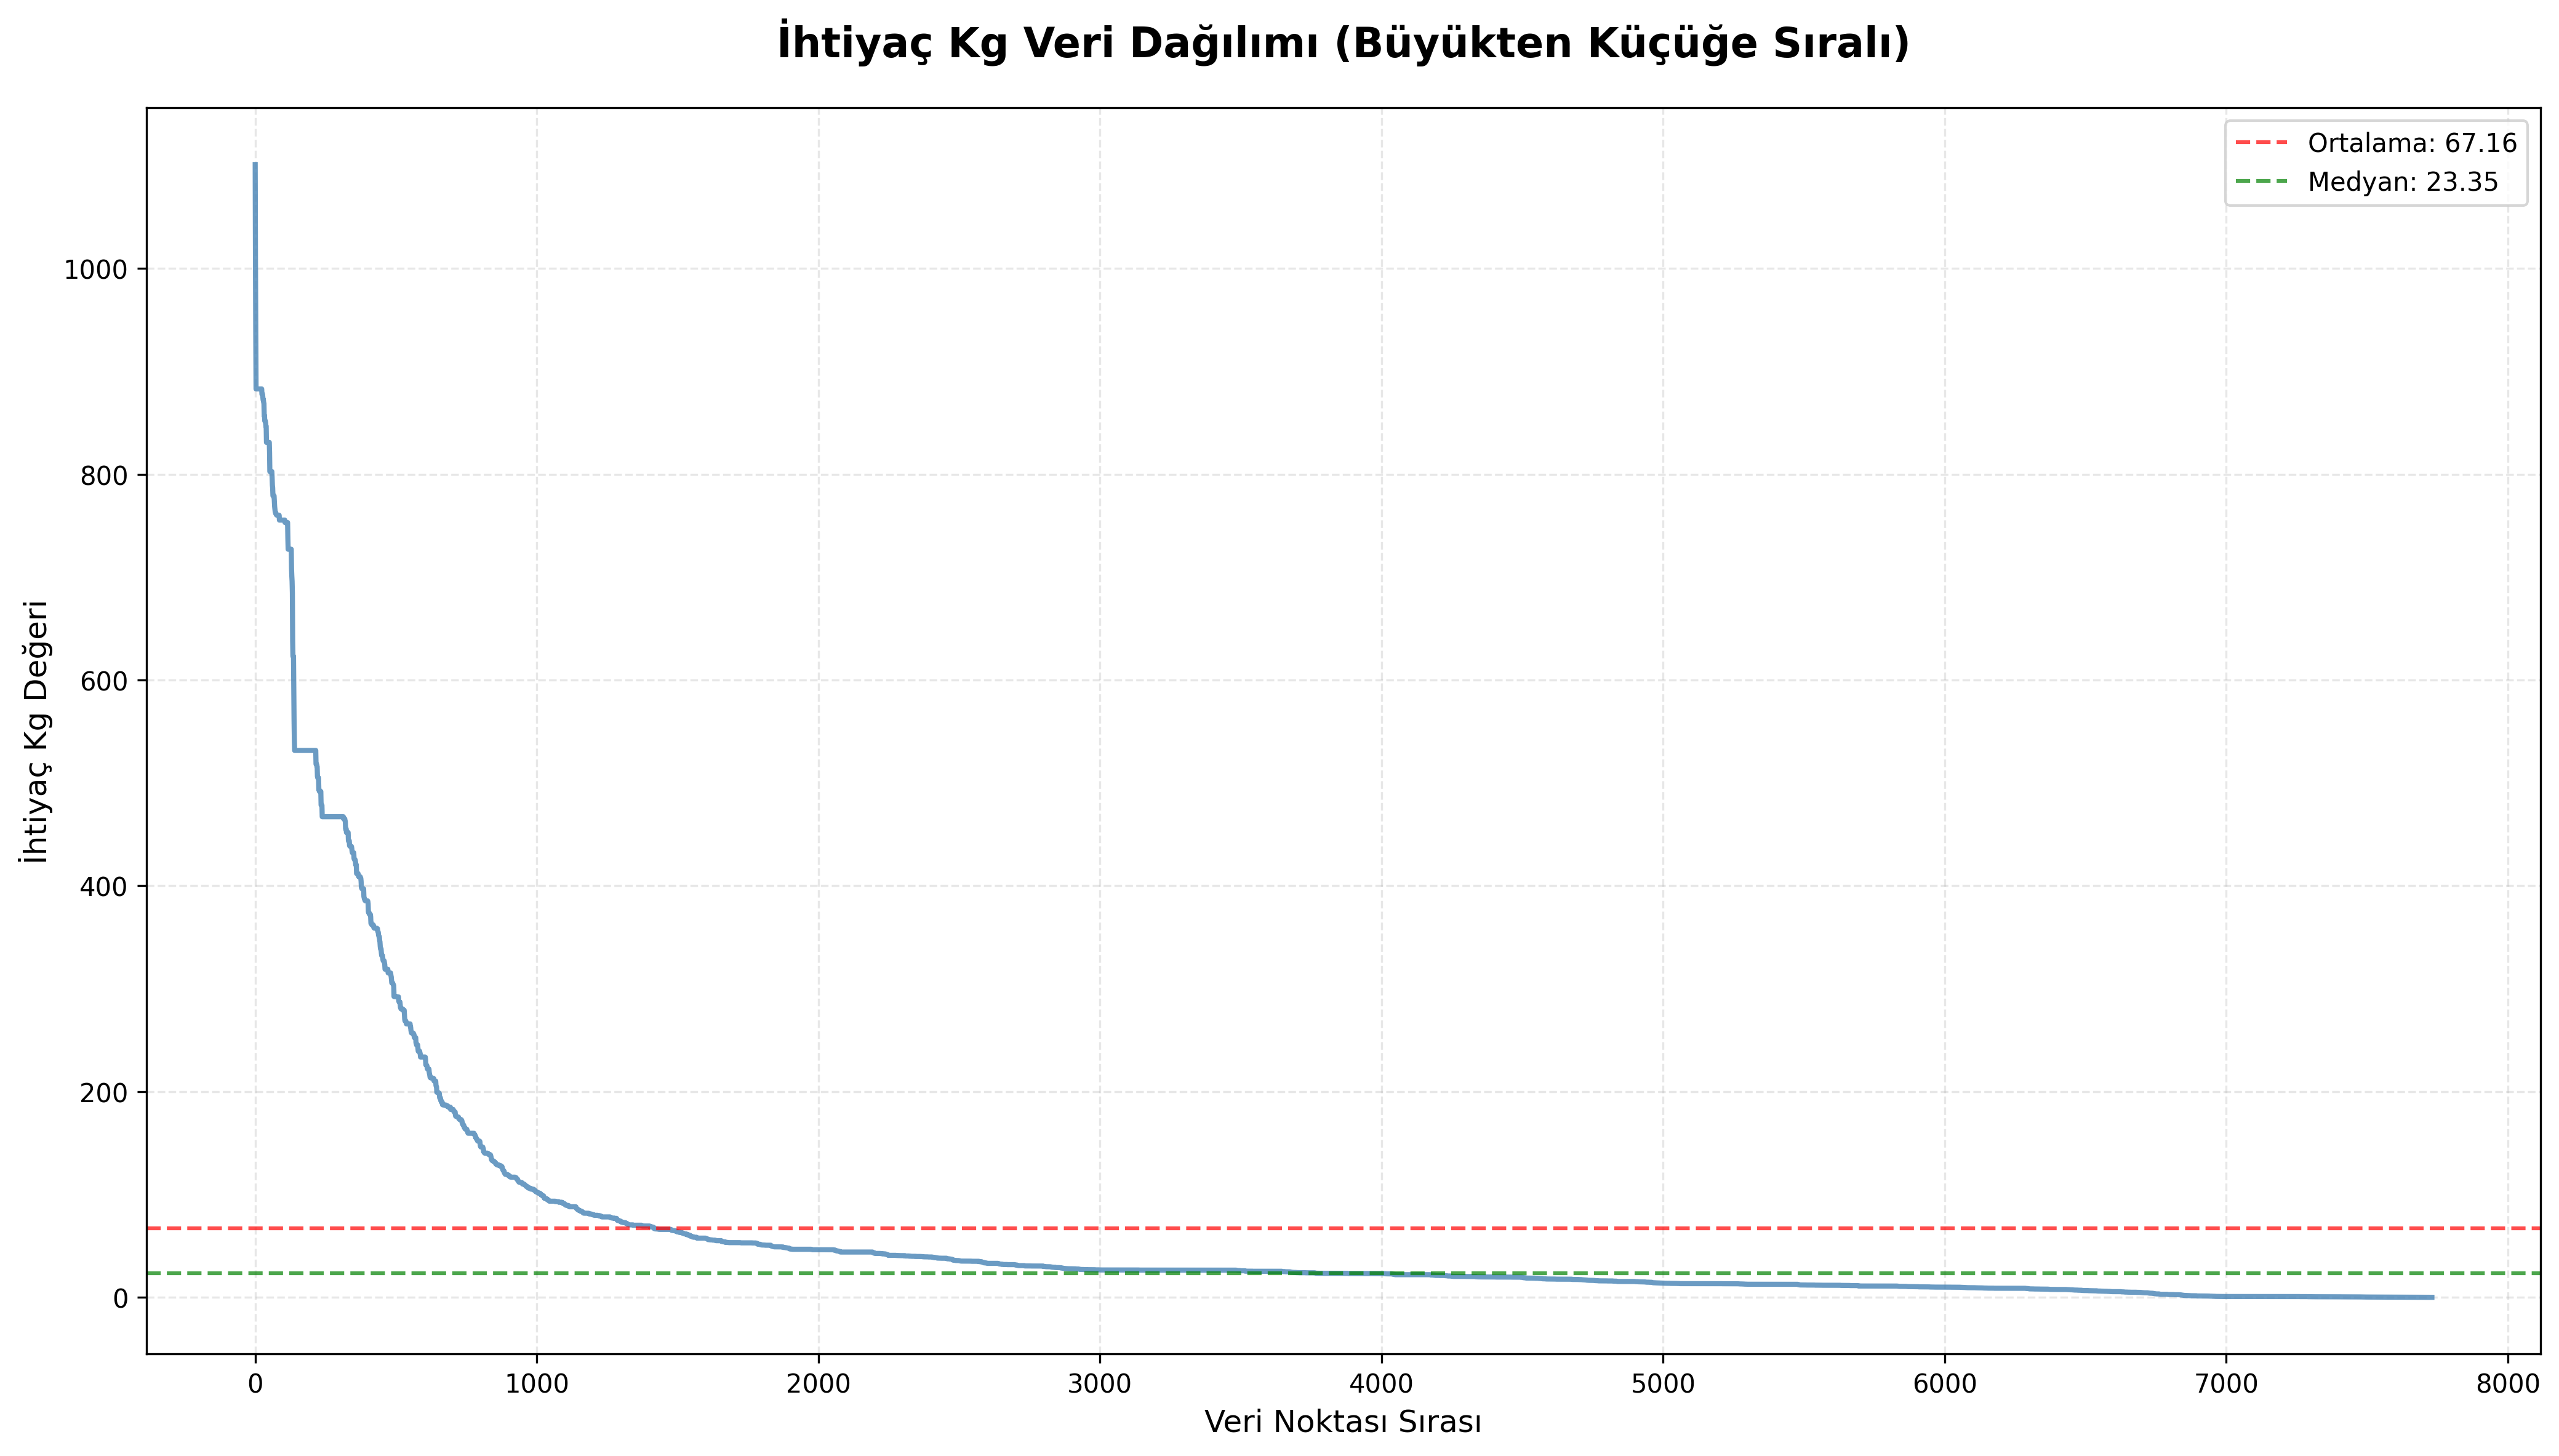 İhtiyaç Kg Veri Dağılımı (Büyükten Küçüğe Sıralı)
Ortalama: 67.16
Medyan: 23.35
İhtiyaç Kg Değeri
1000
800
600
400
200
0
0 1000 2000 3000 4000 5000 6000 7000 8000
Veri Noktası Sırası